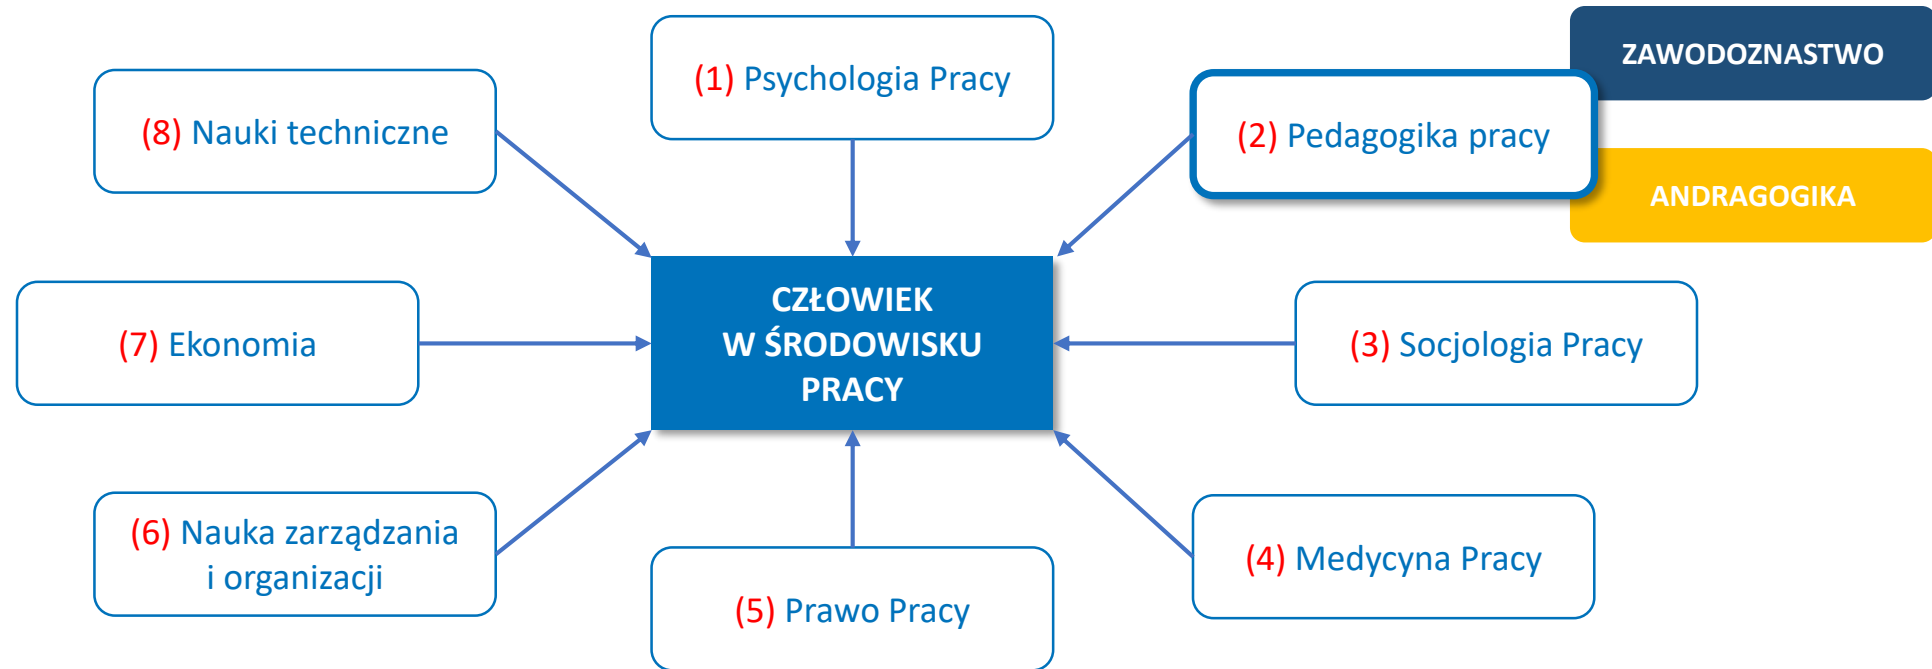 (1) Psychologia Pracy
ZAWODOZNASTWO
(2) Pedagogika pracy
ANDRAGOGIKA
(8) Nauki techniczne
CZŁOWIEK
W ŚRODOWISKU
PRACY
(7) Ekonomia
(3) Socjologia Pracy
(6) Nauka zarządzania
i organizacji
(5) Prawo Pracy
(4) Medycyna Pracy